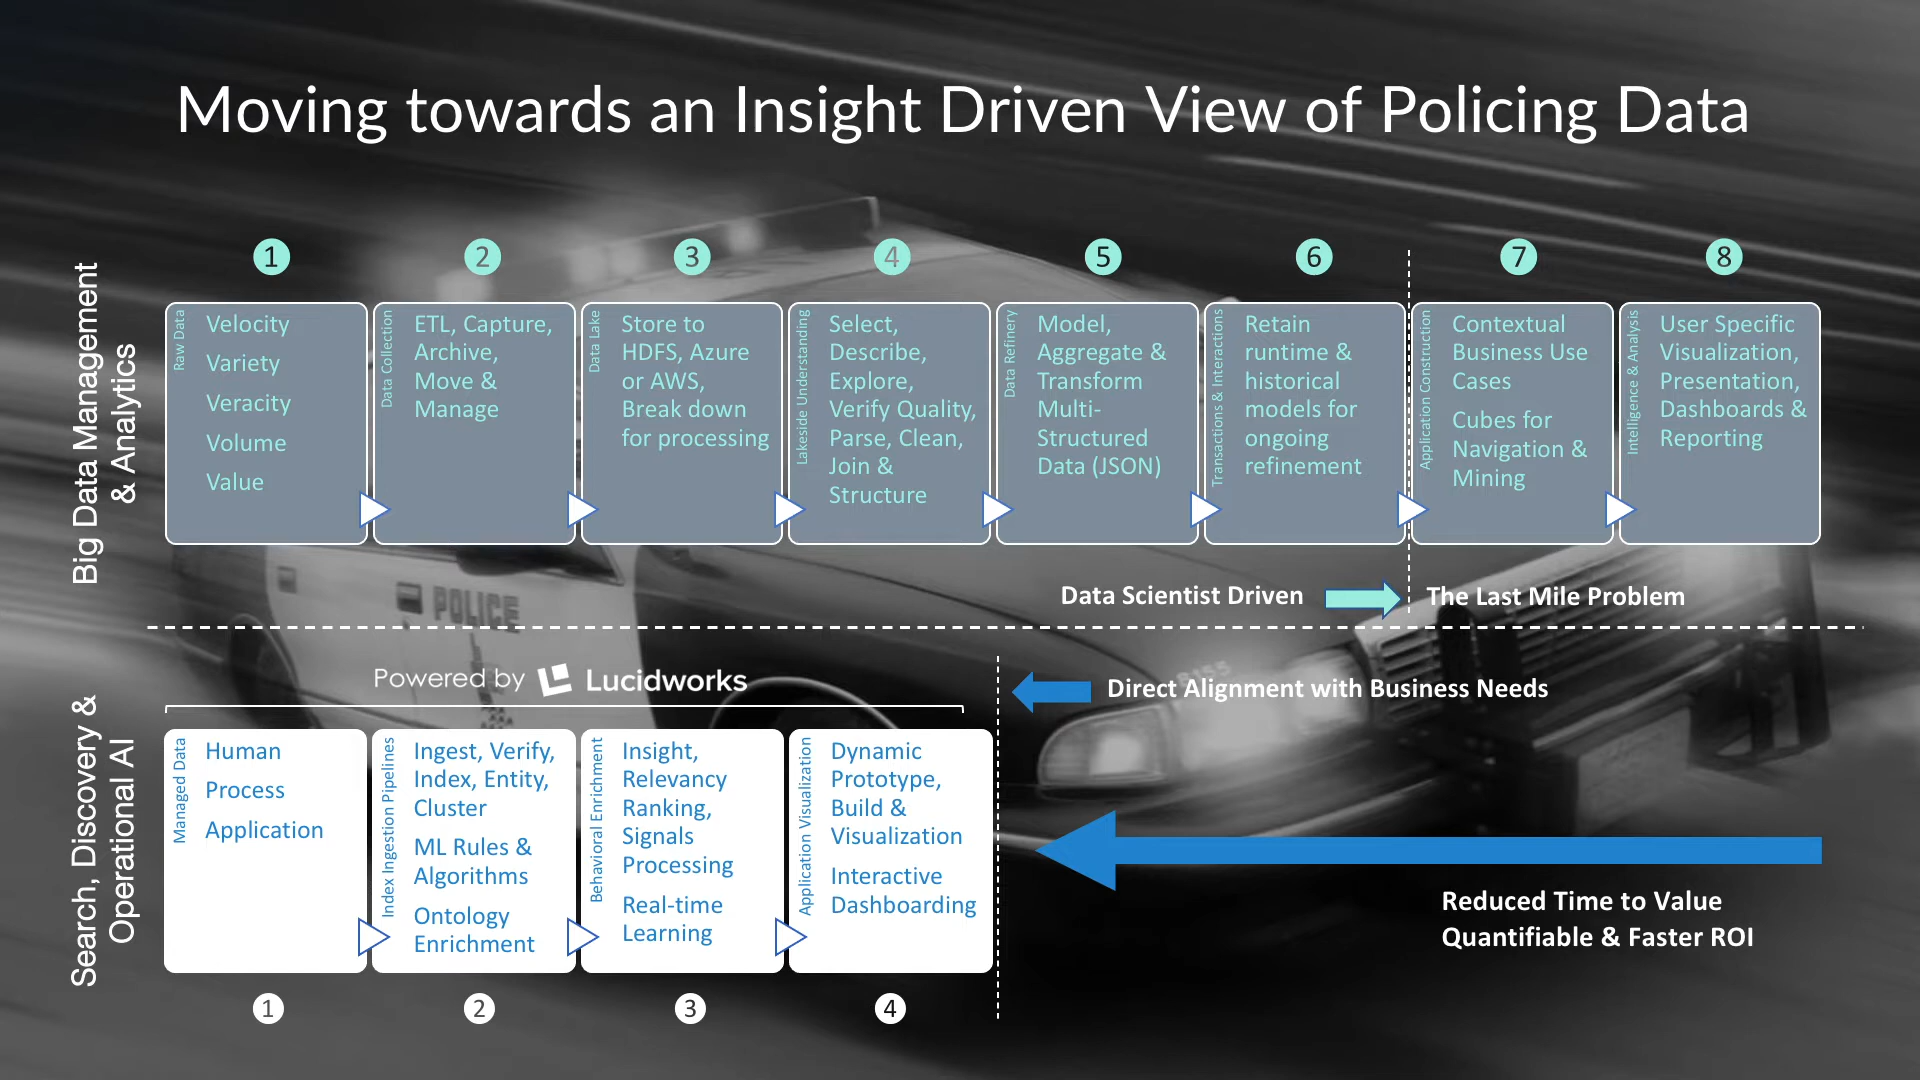 Moving towards an Insight Driven View of Policing Data
Big Data Management
& Analytics
1
Raw Data
Velocity
Variety
Veracity
Volume
Value
2
Data Collection
ETL, Capture,
Archive,
Move &
Manage
3
Data Lake
Store to
HDFS, Azure
or AWS,
Break down
for processing
4
Lakeside Understanding
Select,
Describe,
Explore,
Verify Quality,
Parse, Clean,
Join &
Structure
5
Data Refinery
Model,
Aggregate &
Transform
Multi-
Structured
Data (JSON)
6
Transactions & Interactions
Retain
runtime &
historical
models for
ongoing
refinement
7
Application Construction
Contextual
Business Use
Cases
Cubes for
Navigation &
Mining
8
Intelligence & Analysis
User Specific
Visualization,
Presentation,
Dashboards &
Reporting
POLICE
Data Scientist Driven
The Last Mile Problem
Search, Discovery &
Operational AI
Powered by Lucidworks
Direct Alignment with Business Needs
Managed Data
Human
Process
Application
1
Index Ingestion Pipelines
Ingest, Verify,
Index, Entity,
Cluster
ML Rules &
Algorithms
Ontology
Enrichment
2
Behavioral Enrichment
Insight,
Relevancy
Ranking,
Signals
Processing
Real-time
Learning
3
Application Visualization
Dynamic
Prototype,
Build &
Visualization
Interactive
Dashboarding
4
Reduced Time to Value
Quantifiable & Faster ROI